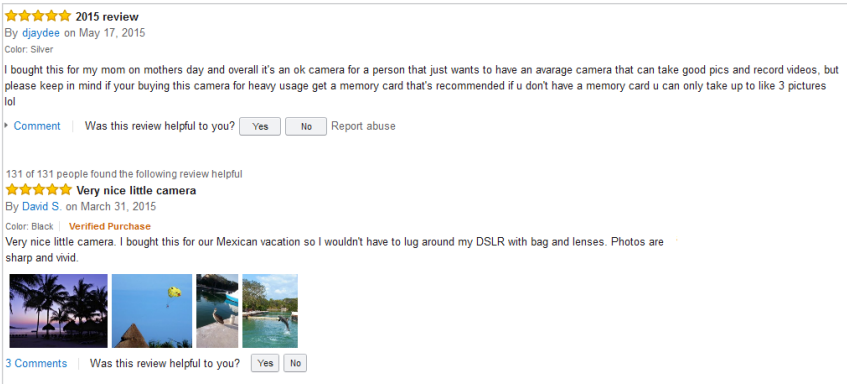 2015 review
By djaydee on May 17, 2015
Color: Silver
I bought this for my mom on mothers day and overall it's an ok camera for a person that just wants to have an avarage camera that can take good pics and record videos, but
please keep in mind if your buying this camera for heavy usage get a memory card that's recommended if u don't have a memory card u can only take up to like 3 pictures
lol
Comment Was this review helpful to you? Yes No Report abuse
131 of 131 people found the following review helpful
Very nice little camera
By David S. on March 31, 2015
Color: Black Verified Purchase
Very nice little camera. I bought this for our Mexican vacation so I wouldn't have to lug around my DSLR with bag and lenses. Photos are
sharp and vivid.
3 Comments Was this review helpful to you? Yes No